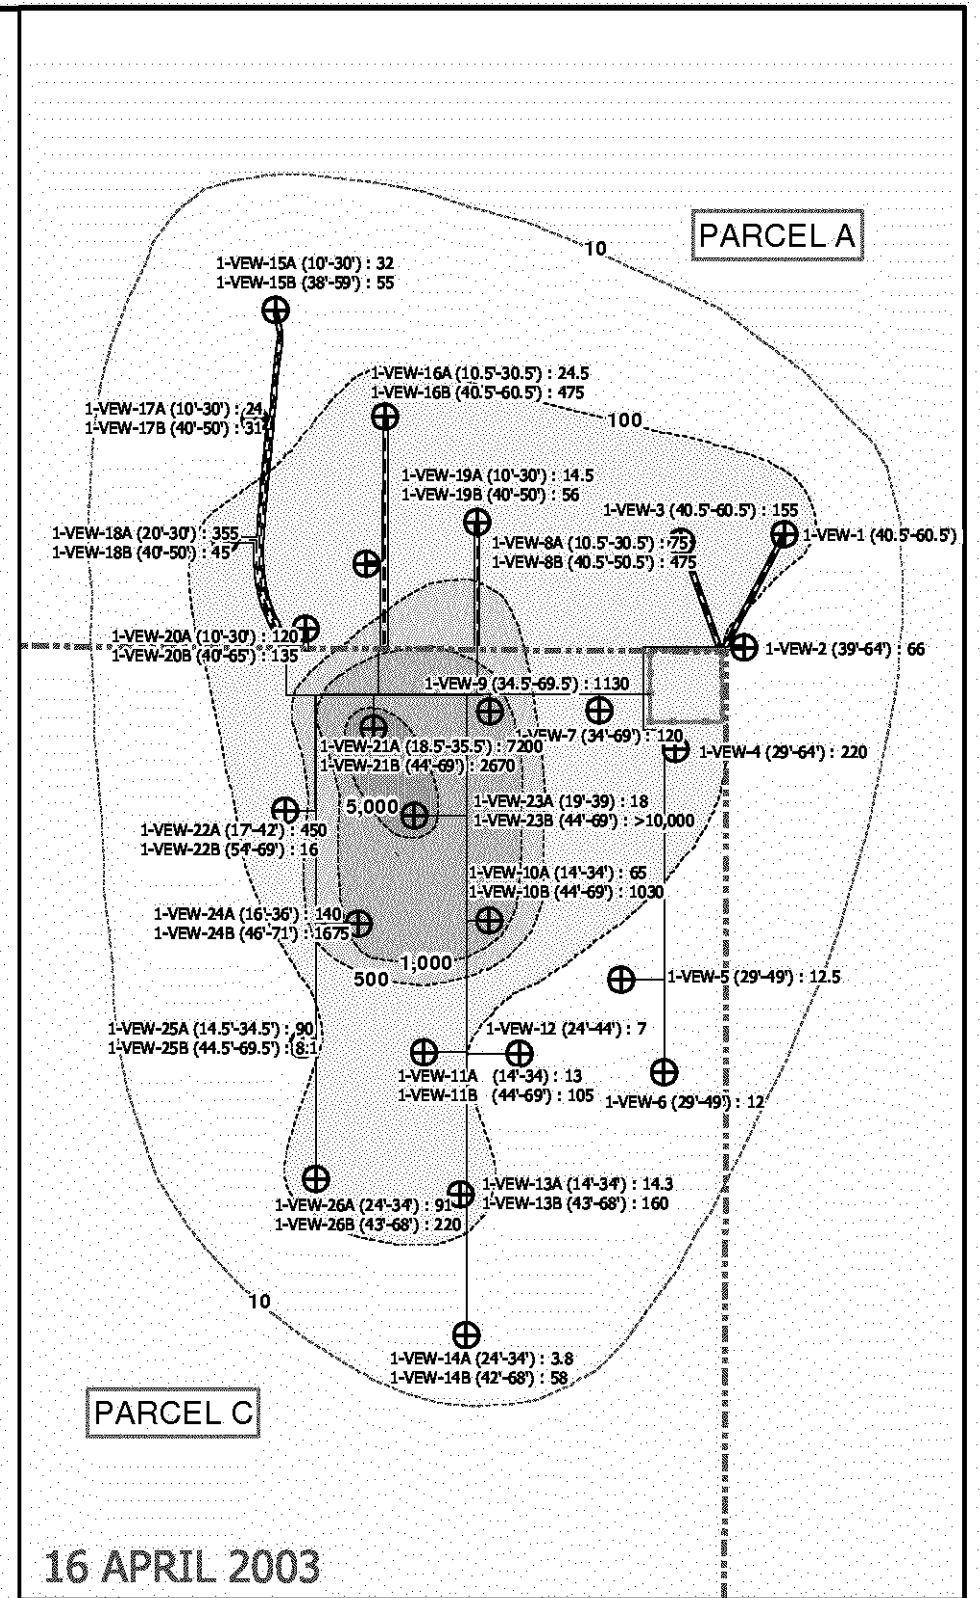 PARCEL A
10
1-VEW-15A (10'-30') : 32
1-VEW-15B (38'-59') : 55
1-VEW-16A (10.5'-30.5') : 24.5
1-VEW-16B (40.5'-60.5') : 475
1-VEW-17A (10'-30') : 24
1-VEW-17B (40'-50') : 31
100
1-VEW-19A (10'-30') : 14.5
1-VEW-19B (40'-50') : 56
1-VEW-3 (40.5'-60.5') : 155
1-VEW-18A (20'-30') : 355
1-VEW-18B (40'-50') : 45
1-VEW-8A (10.5'-30.5') : 75
1-VEW-8B (40.5'-50.5') : 475
1-VEW-1 (40.5'-60.5')
1-VEW-20A (10'-30') : 120
1-VEW-20B (40'-65') : 135
1-VEW-2 (39'-64') : 66
1-VEW-9 (34.5'-69.5') : 1130
1-VEW-7 (34'-69') : 120
1-VEW-21A (18.5'-35.5') : 7200
1-VEW-21B (44'-69') : 2670
1-VEW-4 (29'-64') : 220
5,000
1-VEW-23A (19'-39) : 18
1-VEW-23B (44'-69') : >10,000
1-VEW-22A (17'-42') : 450
1-VEW-22B (54'-69') : 16
1-VEW-10A (14'-34') : 65
1-VEW-10B (44'-69') : 1030
1-VEW-24A (16'-36') : 140
1-VEW-24B (46'-71') : 1675
1,000
500
1-VEW-5 (29'-49') : 12.5
1-VEW-25A (14.5'-34.5') : 90
1-VEW-25B (44.5'-69.5') : 8.1
1-VEW-12 (24'-44') : 7
1-VEW-11A (14'-34) : 13
1-VEW-11B (44'-69') : 105
1-VEW-6 (29'-49') : 12
1-VEW-13A (14'-34') : 14.3
1-VEW-13B (43'-68') : 160
1-VEW-26A (24'-34') : 91
1-VEW-26B (43'-68') : 220
10
1-VEW-14A (24'-34') : 3.8
1-VEW-14B (42'-68') : 58
PARCEL C
16 APRIL 2003